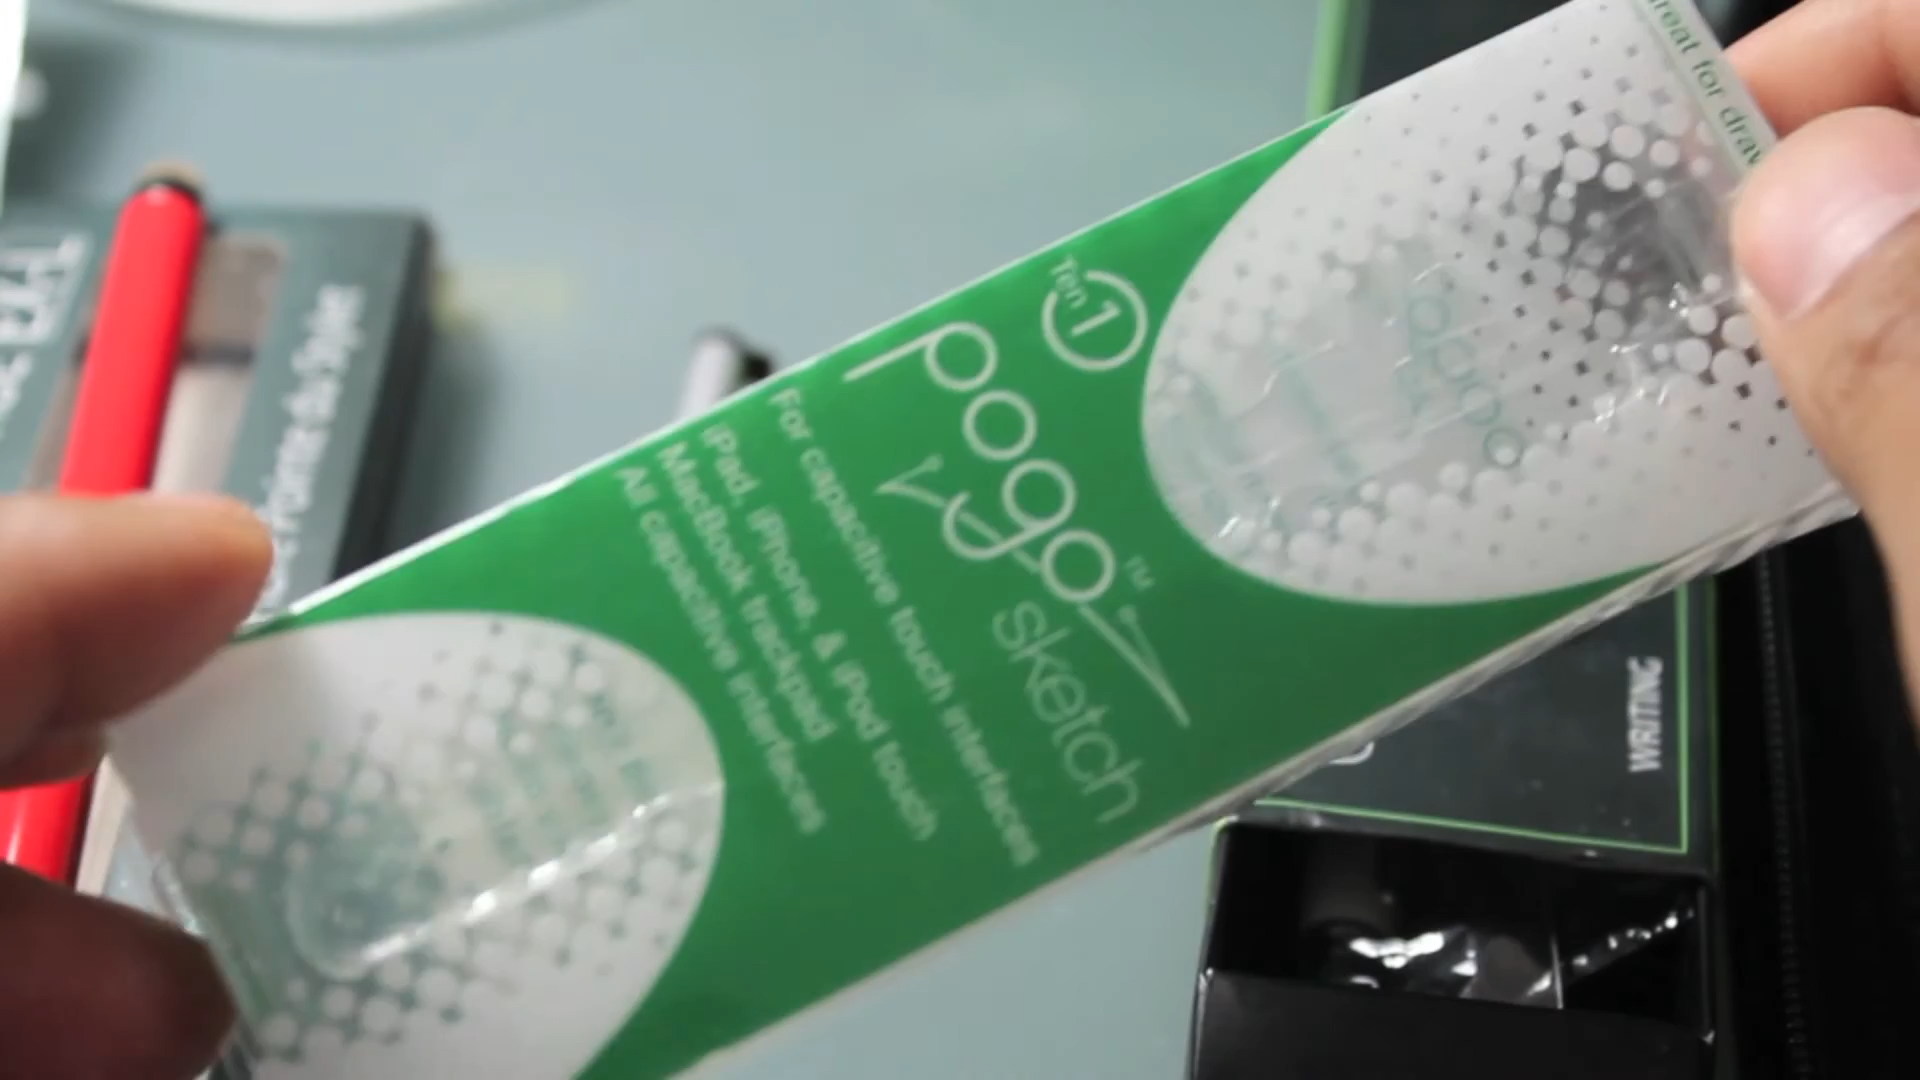 Ten 1
pogo™
sketch
For capacitive touch interfaces
iPad, iPhone, & iPod touch
MacBook trackpad
All capacitive interfaces
great for draw
pogo
WRITING